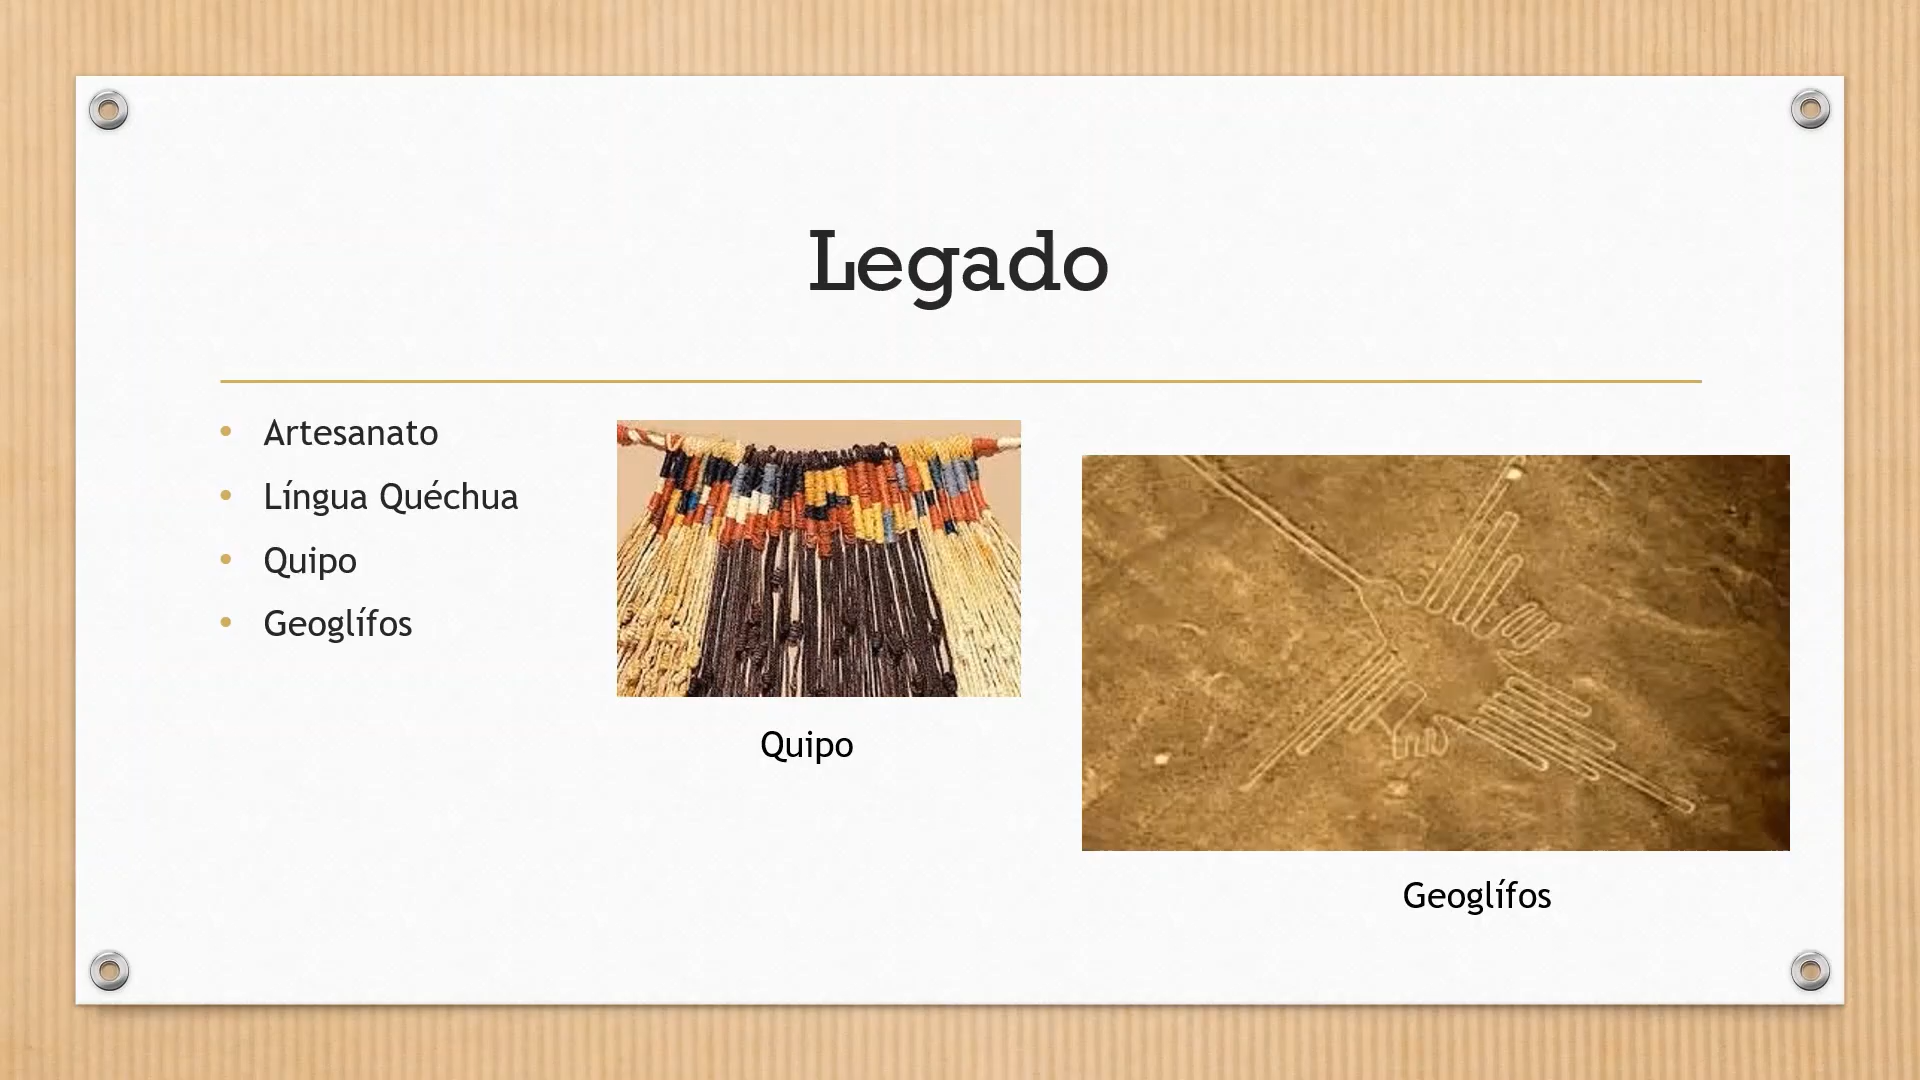 Legado
Artesanato
Língua Quéchua
Quipo
Geoglífos
Quipo
Geoglífos